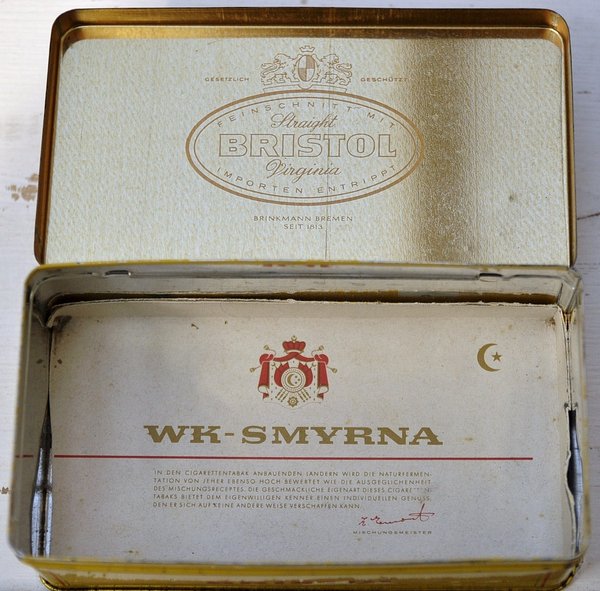 GESETZLICH GESCHÜTZT
FEINSCHNITT MIT
Straight
BRISTOL
Virginia
IMPORTEN ENTRIPPT
BRINKMANN BREMEN
SEIT 1813
WK-SMYRNA
IN DEN CIGARETTENTABAK ANBAUENDEN LÄNDERN WIRD DIE NATURFERMEN-
TATION VON JEHER EBENSO HOCH BEWERTET WIE DIE AUSGEGLICHENHEIT
DES MISCHUNGSREZEPTES. DIE GESCHMACKLICHE EIGENART DIESES
TABAKS BIETET DEM EIGENWILLIGEN KENNER EINEN INDIVIDUELLEN GENUSS,
DEN ER SICH AUF KEINE ANDERE WEISE VERSCHAFFEN KANN.
MISCHUNGSMEISTER